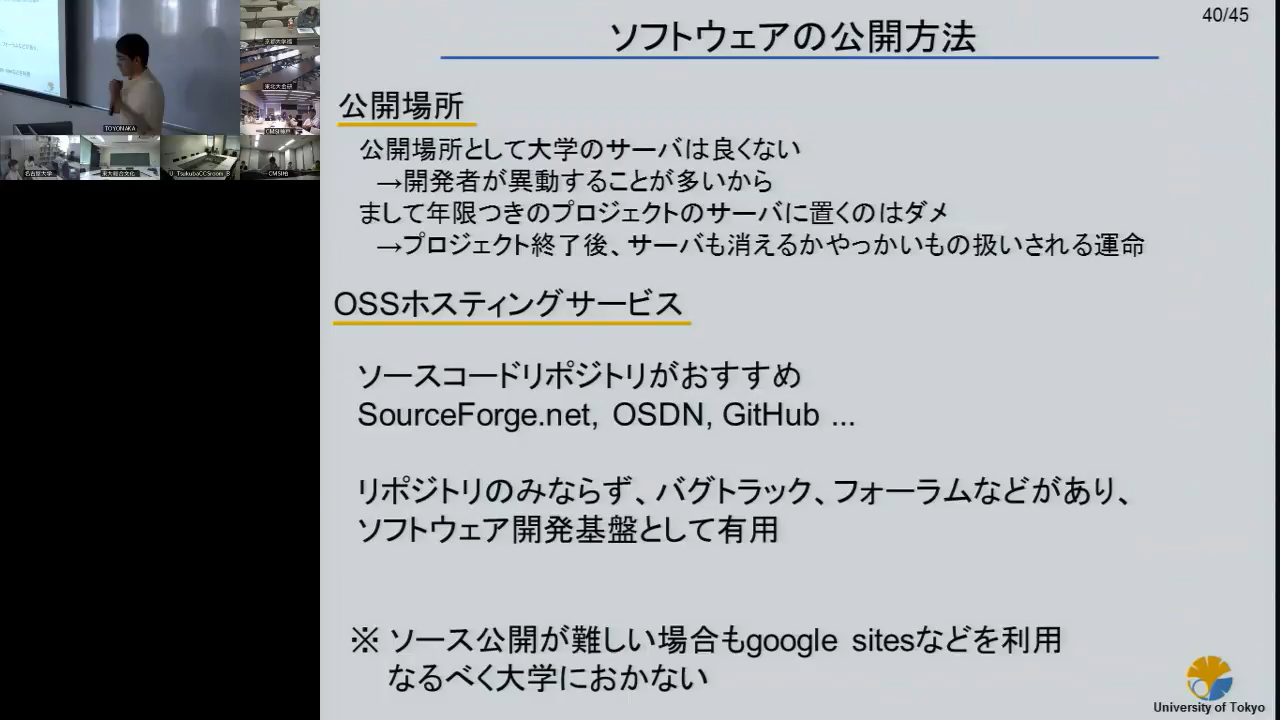 40/45
ソフトウェアの公開方法
公開場所
公開場所として大学のサーバは良くない
→開発者が異動することが多いから
まして年限つきのプロジェクトのサーバに置くのはダメ
→プロジェクト終了後、サーバも消えるかやっかいもの扱いされる運命
OSSホスティングサービス
ソースコードリポジトリがおすすめ
SourceForge.net, OSDN, GitHub ...
リポジトリのみならず、バグトラック、フォーラムなどがあり、
ソフトウェア開発基盤として有用
※ ソース公開が難しい場合もgoogle sitesなどを利用
なるべく大学におかない
University of Tokyo
TOYONAKA
東北大金研
CMSI神戸
名古屋大学
東大総合文化
U_TsukubaCCSroom_B
CMSI柏